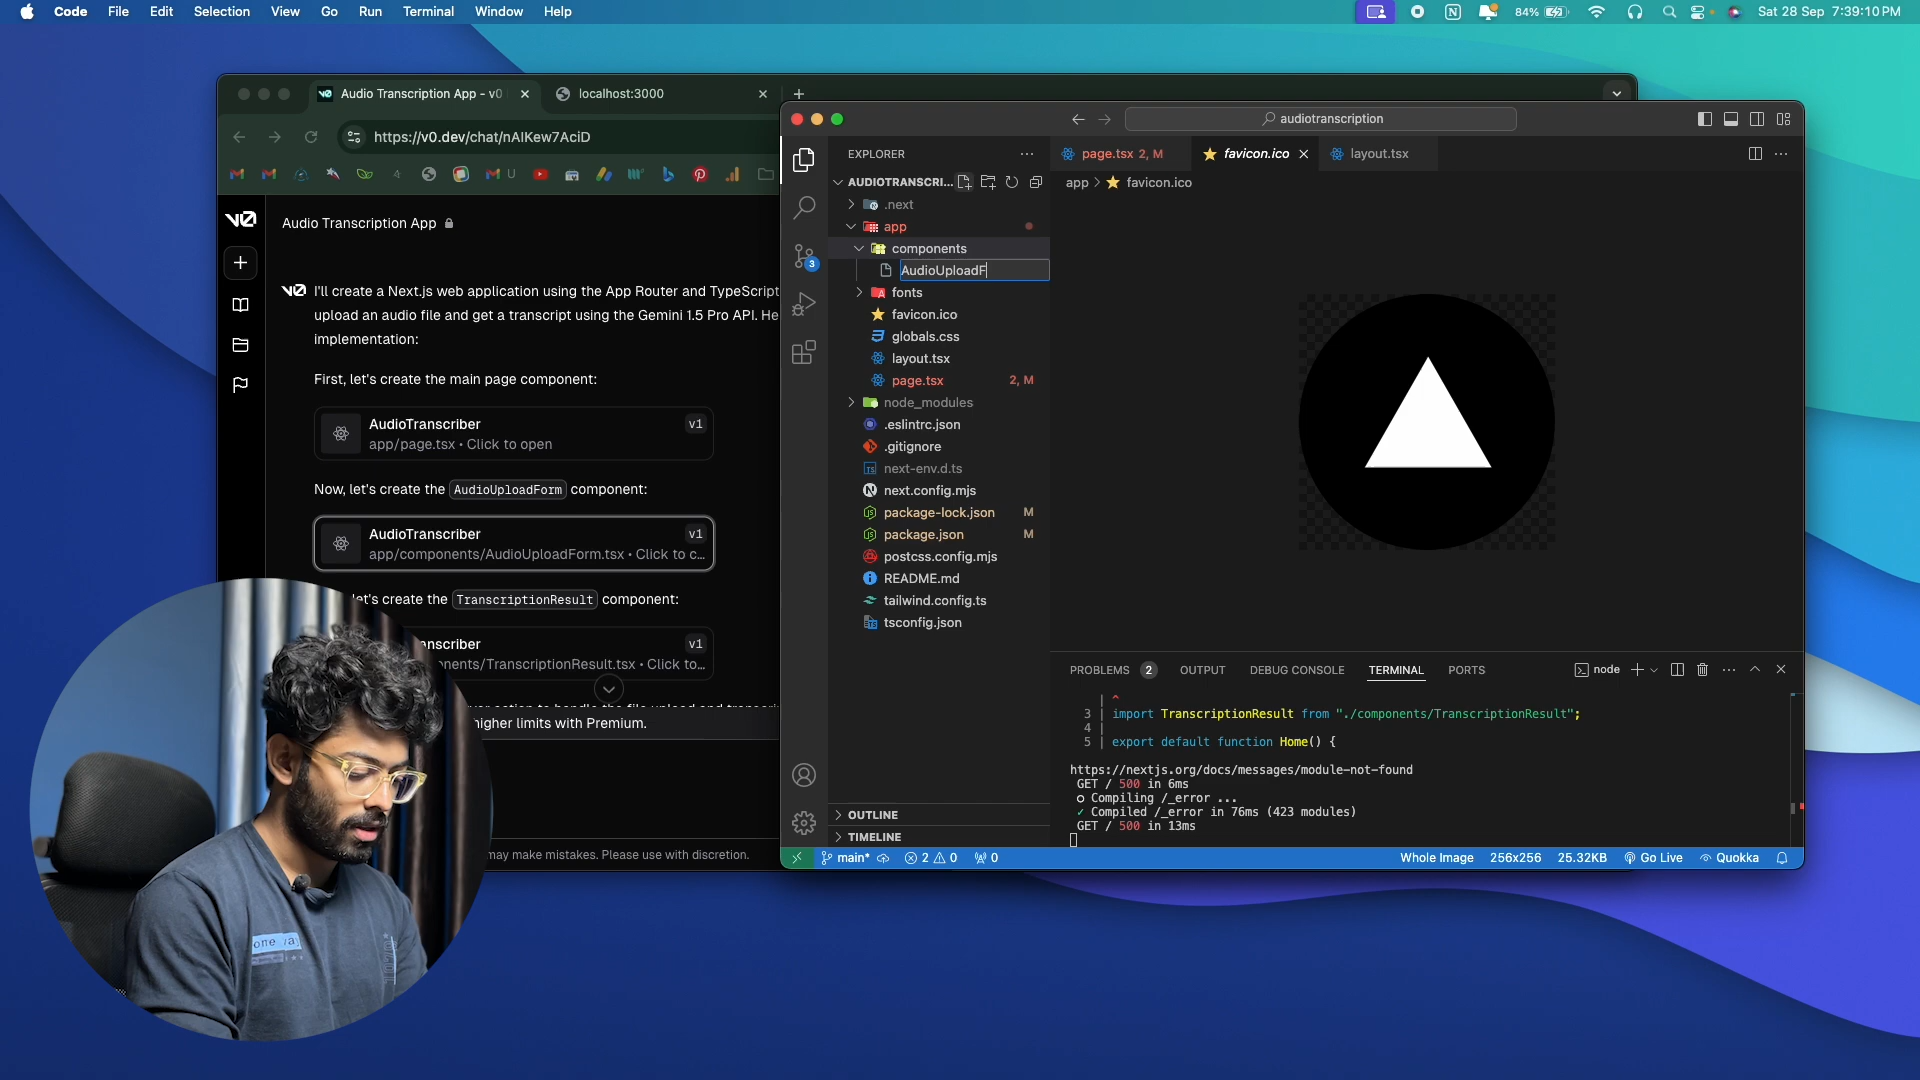 Code File Edit Selection View Go Run Terminal Window Help
84% Sat 28 Sep 7:39:10 PM
Audio Transcription App - v0
localhost:3000
https://v0.dev/chat/nAlKew7AciD
U
v0
Audio Transcription App
I'll create a Next.js web application using the App Router and TypeScript
upload an audio file and get a transcript using the Gemini 1.5 Pro API. He
implementation:
First, let's create the main page component:
AudioTranscriber v1
app/page.tsx • Click to open
Now, let's create the AudioUploadForm component:
AudioTranscriber v1
app/components/AudioUploadForm.tsx • Click to c...
let's create the TranscriptionResult component:
nscriber v1
nents/TranscriptionResult.tsx • Click to...
higher limits with Premium.
may make mistakes. Please use with discretion.
audiotranscription
EXPLORER
AUDIOTRANSCRI...
.next
app
components
AudioUploadF
fonts
favicon.ico
globals.css
layout.tsx
page.tsx 2, M
node_modules
.eslintrc.json
.gitignore
next-env.d.ts
next.config.mjs
package-lock.json M
package.json M
postcss.config.mjs
README.md
tailwind.config.ts
tsconfig.json
OUTLINE
TIMELINE
3
page.tsx 2, M
favicon.ico
layout.tsx
app > favicon.ico
PROBLEMS 2 OUTPUT DEBUG CONSOLE TERMINAL PORTS
node
| ^
3 | import TranscriptionResult from "./components/TranscriptionResult";
4 |
5 | export default function Home() {
https://nextjs.org/docs/messages/module-not-found
GET / 500 in 6ms
○ Compiling /_error ...
✓ Compiled /_error in 76ms (423 modules)
GET / 500 in 13ms
main* 2 0 0
Whole Image 256x256 25.32KB Go Live Quokka
one way